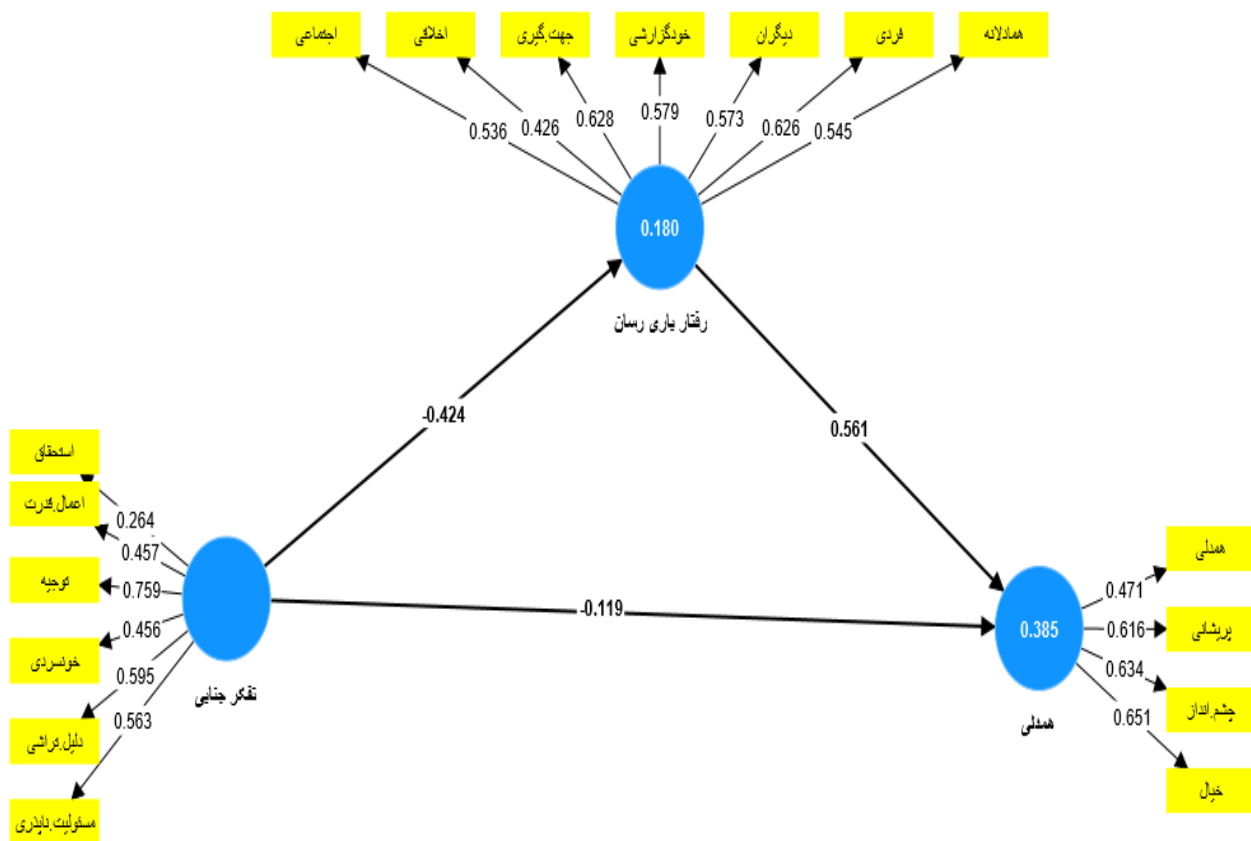 اجتماعی
اخلاقی
جهت.گیری
خودگزارشی
دیگران
فردی
همادلانه
0.536
0.426
0.628
0.579
0.573
0.626
0.545
0.180
رفتار یاری رسان
-0.424
0.561
-0.119
استحقاق
اعمال.قدرت
توجیه
خونسردی
دلیل.تراشی
مسئولیت.ناپذری
0.264
0.457
0.759
0.456
0.595
0.563
تفکر جنایی
0.385
همدلی
0.471
0.616
0.634
0.651
همدلی
پریشانی
چشم.انداز
خیال